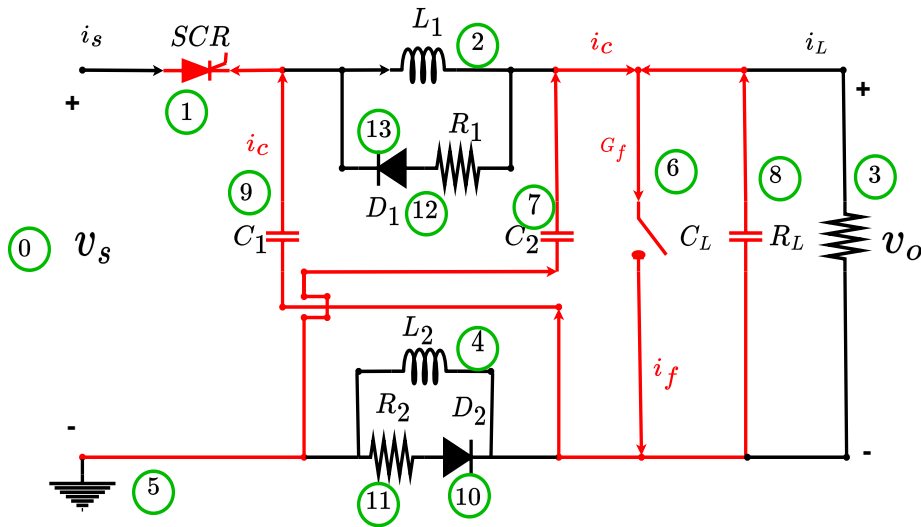 i_s
SCR
L_1
2
i_c
i_L
+
1
13
R_1
+
i_c
G_f
6
8
3
9
D_1
12
7
0
v_s
C_1
C_2
C_L
R_L
v_o
L_2
4
i_f
R_2
D_2
-
-
5
11
10